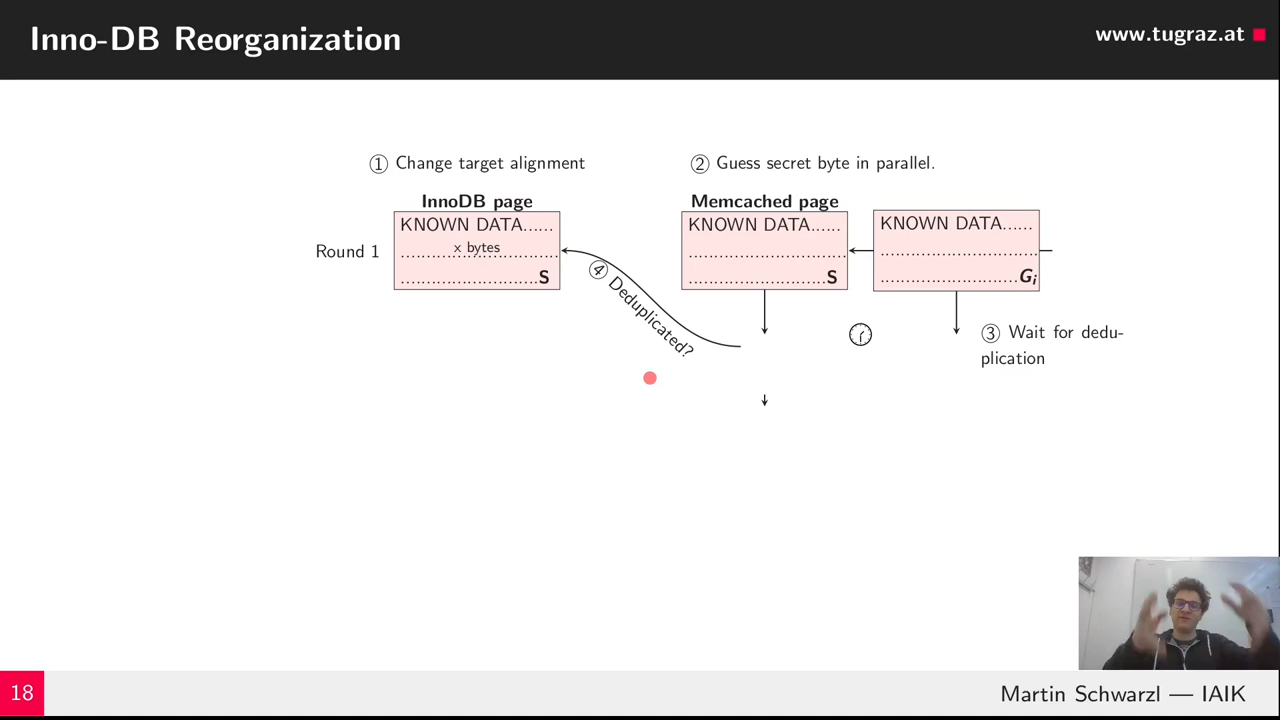 Inno-DB Reorganization
www.tugraz.at
① Change target alignment
② Guess secret byte in parallel.
InnoDB page
Memcached page
Round 1
KNOWN DATA......
x bytes
..............................
..........................S
KNOWN DATA......
..............................
..........................S
KNOWN DATA......
..............................
..........................Gᵢ
④ Deduplicated?
③ Wait for dedu-
plication
18
Martin Schwarzl — IAIK